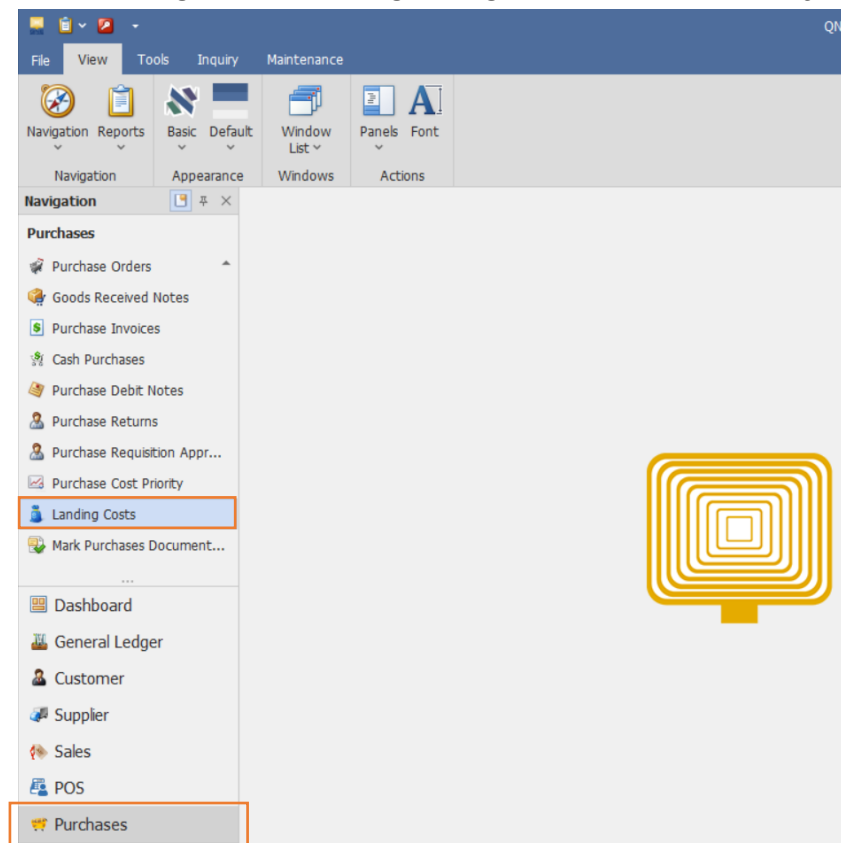 QN
File View Tools Inquiry Maintenance
Navigation Reports Basic Default Window List Panels Font
Navigation Appearance Windows Actions
Navigation
Purchases
Purchase Orders
Goods Received Notes
Purchase Invoices
Cash Purchases
Purchase Debit Notes
Purchase Returns
Purchase Requisition Appr...
Purchase Cost Priority
Landing Costs
Mark Purchases Document...
...
Dashboard
General Ledger
Customer
Supplier
Sales
POS
Purchases